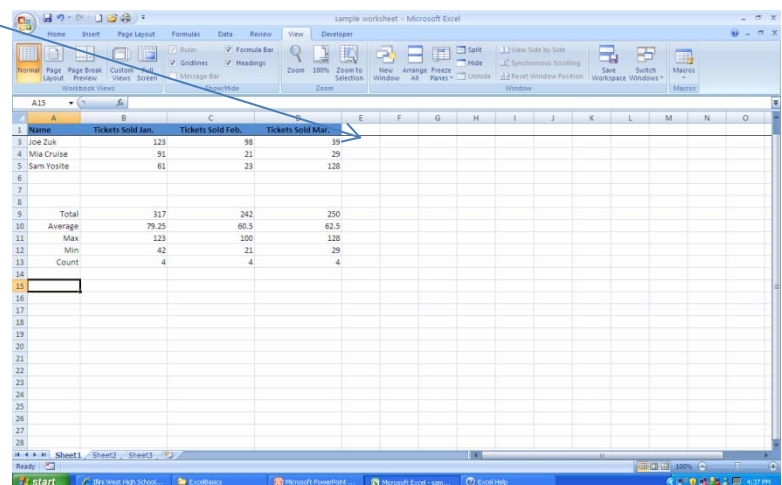 sample worksheet - Microsoft Excel
Home Insert Page Layout Formulas Data Review View Developer
Ruler Formula Bar
Gridlines Headings
Message Bar
Normal Page Layout Page Break Preview Custom Views Full Screen
Zoom 100% Zoom to Selection
New Window Arrange All Freeze Panes
Split
Hide
Unhide
View Side by Side
Synchronous Scrolling
Reset Window Position
Save Workspace Switch Windows Macros
Workbook Views Show/Hide Zoom Window Macros
A15 fx
A B C D E F G H I J K L M N O
1 Name Tickets Sold Jan. Tickets Sold Feb. Tickets Sold Mar.
3 Joe Zuk 123 98 39
4 Mia Cruise 91 21 29
5 Sam Yosite 61 23 128
6
7
8
9 Total 317 242 250
10 Average 79.25 60.5 62.5
11 Max 123 100 128
12 Min 42 21 29
13 Count 4 4 4
14
15
16
17
18
19
20
21
22
23
24
25
26
27
28
Sheet1 Sheet2 Sheet3
Ready 100%
start Illini West High School... ExcelBasics Microsoft PowerPoint ... Microsoft Excel - sam... Excel Help 4:37 PM